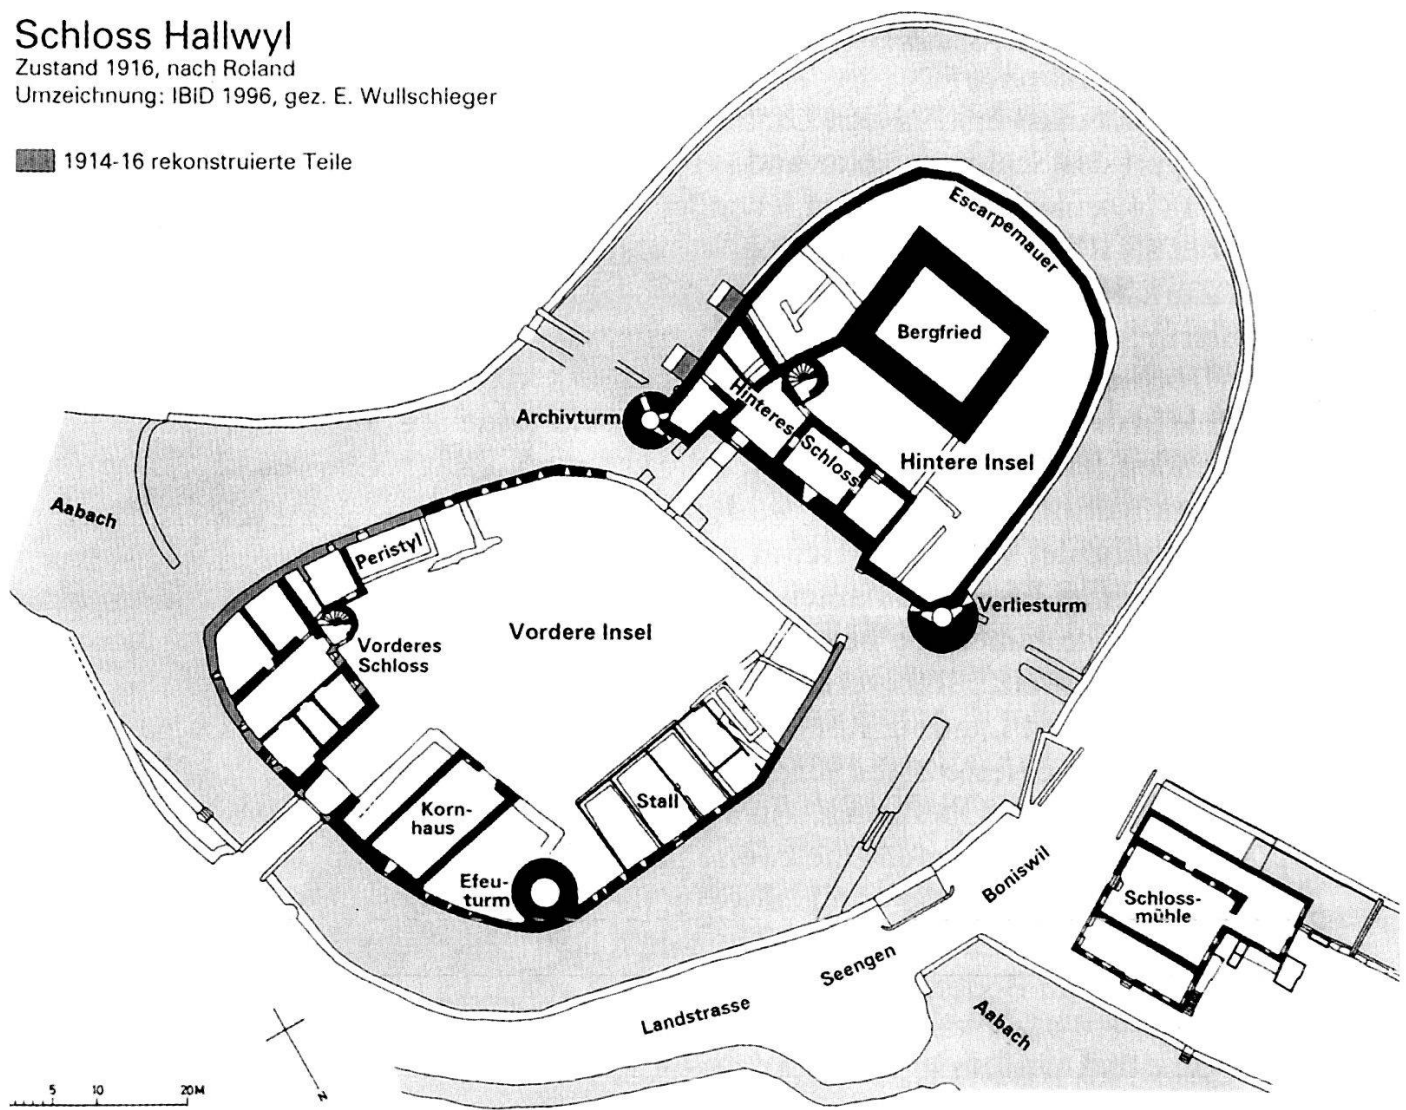 Schloss Hallwyl
Zustand 1916, nach Roland
Umzeichnung: IBID 1996, gez. E. Wullschleger
1914-16 rekonstruierte Teile
Escarpemauer
Bergfried
Archivturm
Hinteres
Schloss
Hintere Insel
Aabach
Peristyl
Verliesturm
Vordere Insel
Vorderes
Schloss
Stall
Korn-
haus
Efeu-
turm
Boniswil
Schloss-
mühle
Seengen
Landstrasse
Aabach
5 10 20M
N